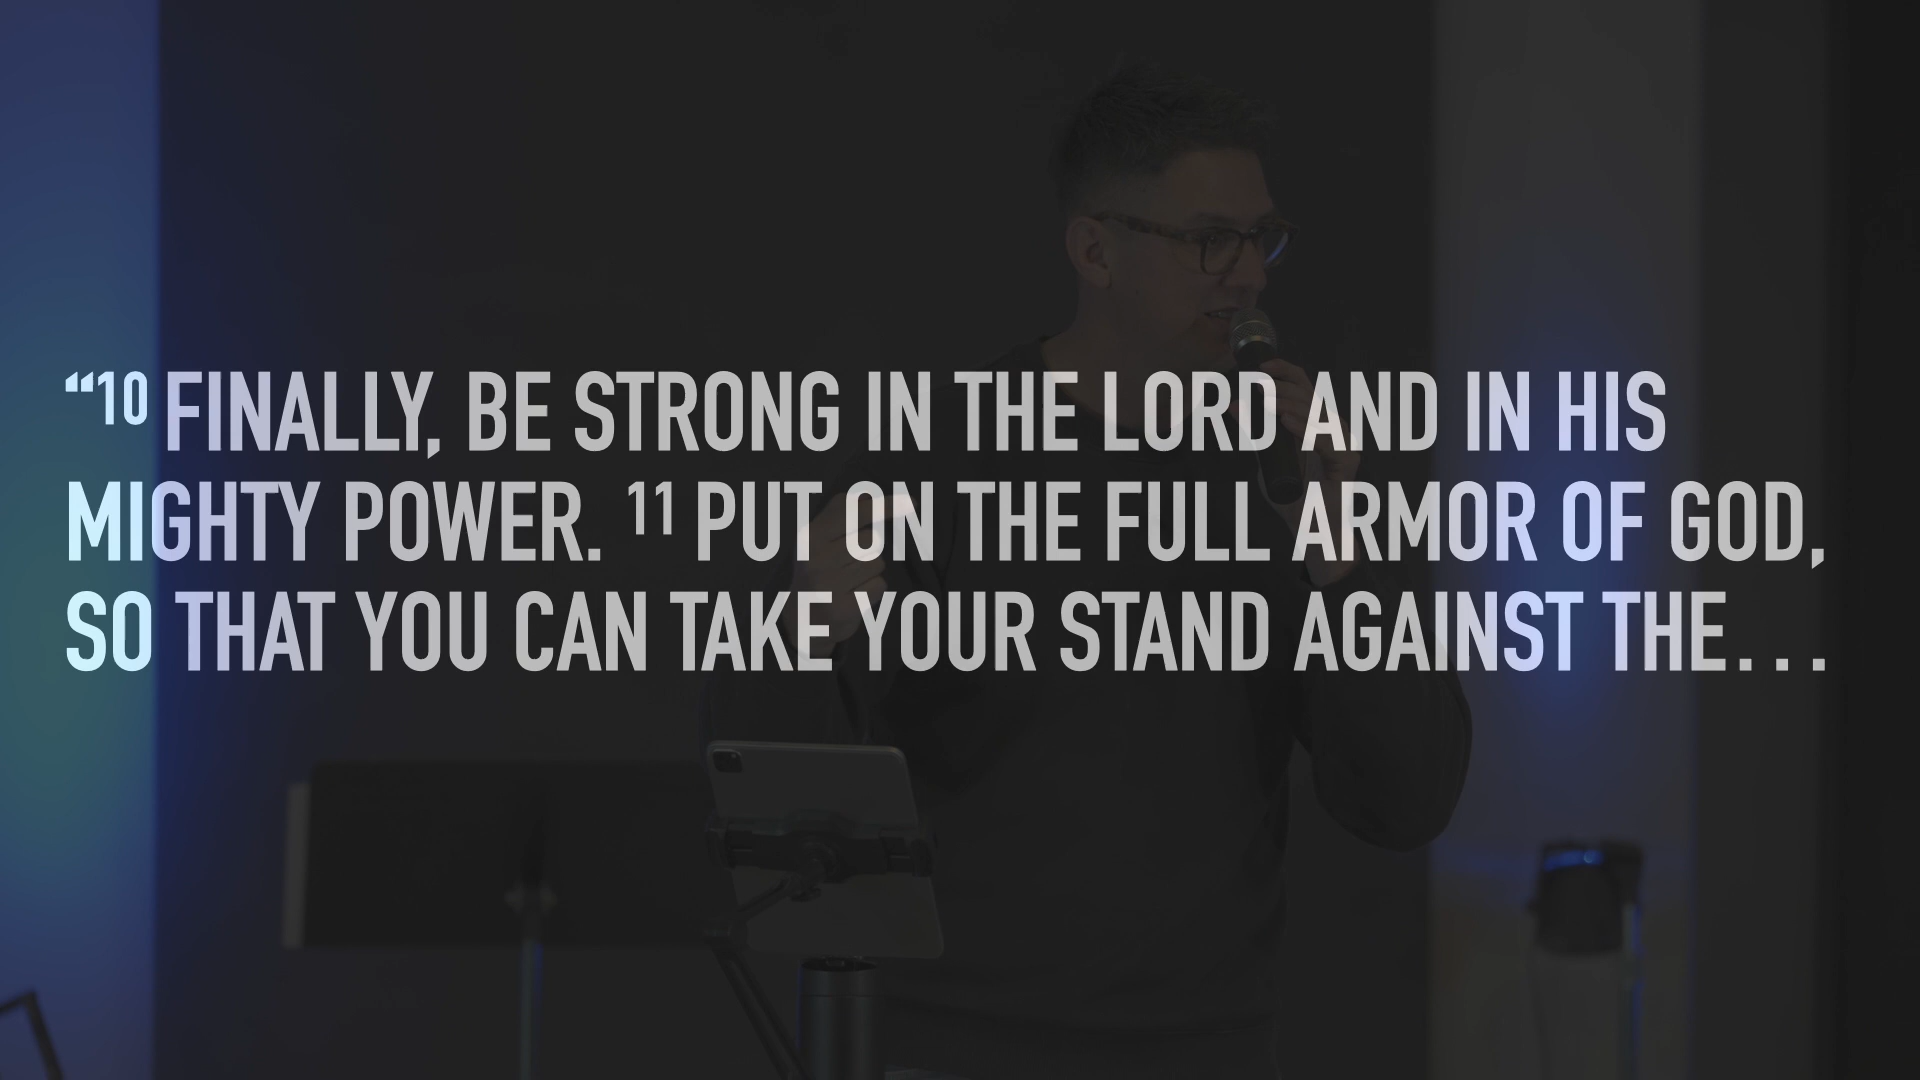 “10 FINALLY, BE STRONG IN THE LORD AND IN HIS
MIGHTY POWER. 11 PUT ON THE FULL ARMOR OF GOD,
SO THAT YOU CAN TAKE YOUR STAND AGAINST THE...